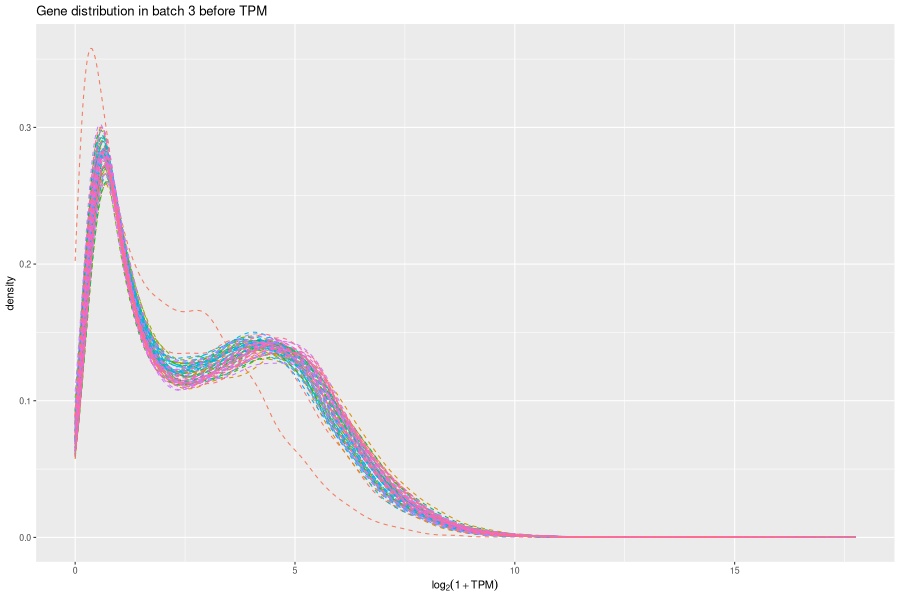 Gene distribution in batch 3 before TPM
0.3
0.2
0.1
0.0
density
0 5 10 15
log2(1 + TPM)